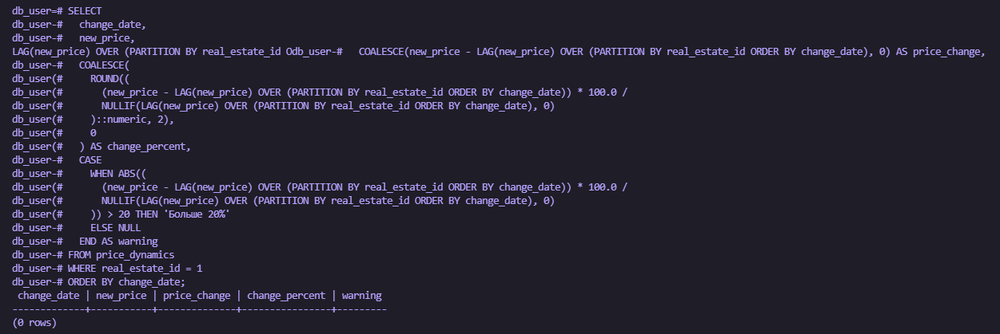 db_user=# SELECT
db_user-#   change_date,
db_user-#   new_price,
LAG(new_price) OVER (PARTITION BY real_estate_id Odb_user-#   COALESCE(new_price - LAG(new_price) OVER (PARTITION BY real_estate_id ORDER BY change_date), 0) AS price_change,
db_user-#   COALESCE(
db_user(#     ROUND((
db_user(#       (new_price - LAG(new_price) OVER (PARTITION BY real_estate_id ORDER BY change_date)) * 100.0 /
db_user(#       NULLIF(LAG(new_price) OVER (PARTITION BY real_estate_id ORDER BY change_date), 0)
db_user(#     )::numeric, 2),
db_user(#     0
db_user(#   ) AS change_percent,
db_user-#   CASE
db_user-#     WHEN ABS((
db_user(#       (new_price - LAG(new_price) OVER (PARTITION BY real_estate_id ORDER BY change_date)) * 100.0 /
db_user(#       NULLIF(LAG(new_price) OVER (PARTITION BY real_estate_id ORDER BY change_date), 0)
db_user(#     )) > 20 THEN 'Больше 20%'
db_user-#     ELSE NULL
db_user-#   END AS warning
db_user-# FROM price_dynamics
db_user-# WHERE real_estate_id = 1
db_user-# ORDER BY change_date;
 change_date | new_price | price_change | change_percent | warning
-------------+-----------+--------------+----------------+---------
(0 rows)